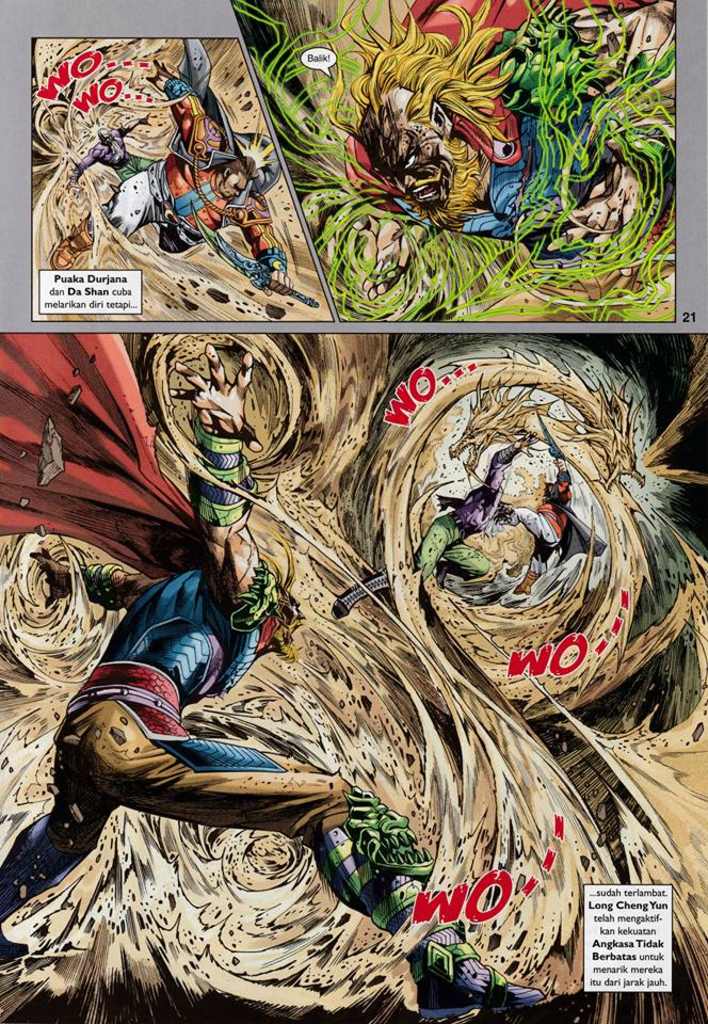 WO...
WO...
Puaka Durjana
dan Da Shan cuba
melarikan diri tetapi...
Balik!
21
WO...
WO...
WO...
...sudah terlambat.
Long Cheng Yun
telah mengaktif-
kan kekuatan
Angkasa Tidak
Berbatas untuk
menarik mereka
itu dari jarak jauh.